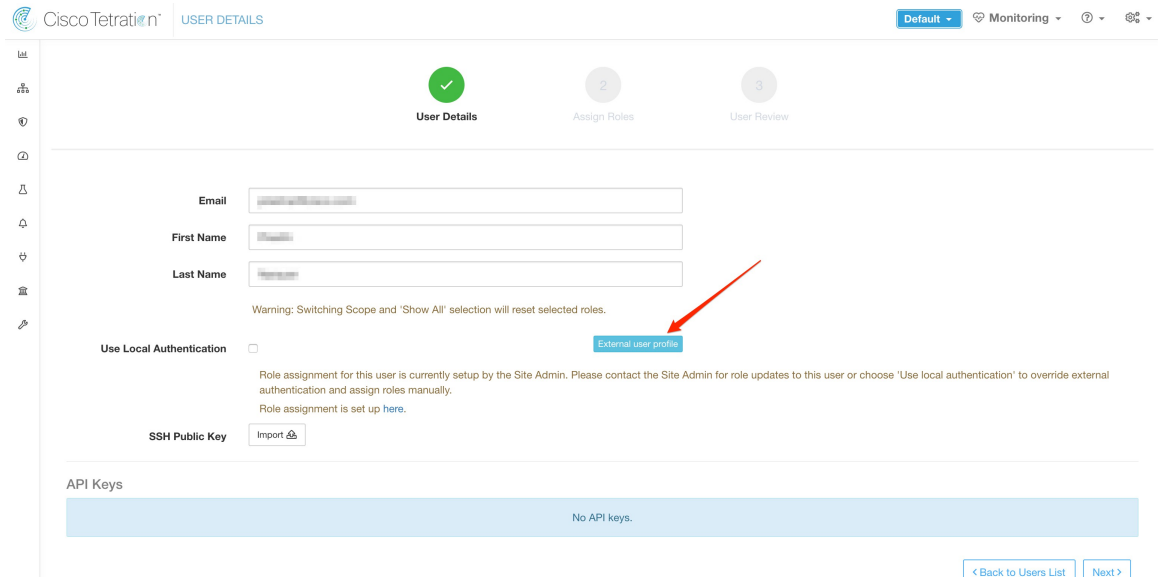 Cisco Tetration™ USER DETAILS Default Monitoring
2 3
User Details Assign Roles User Review
Email
First Name
Last Name
Warning: Switching Scope and 'Show All' selection will reset selected roles.
Use Local Authentication External user profile
Role assignment for this user is currently setup by the Site Admin. Please contact the Site Admin for role updates to this user or choose 'Use local authentication' to override external
authentication and assign roles manually.
Role assignment is set up here.
SSH Public Key Import
API Keys
No API keys.
< Back to Users List Next >